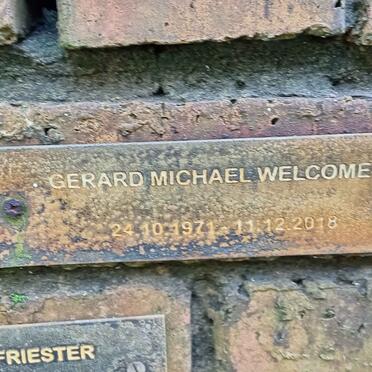 GERARD MICHAEL WELCOME
24.10.1971 - 11.12.2018
FRIESTER